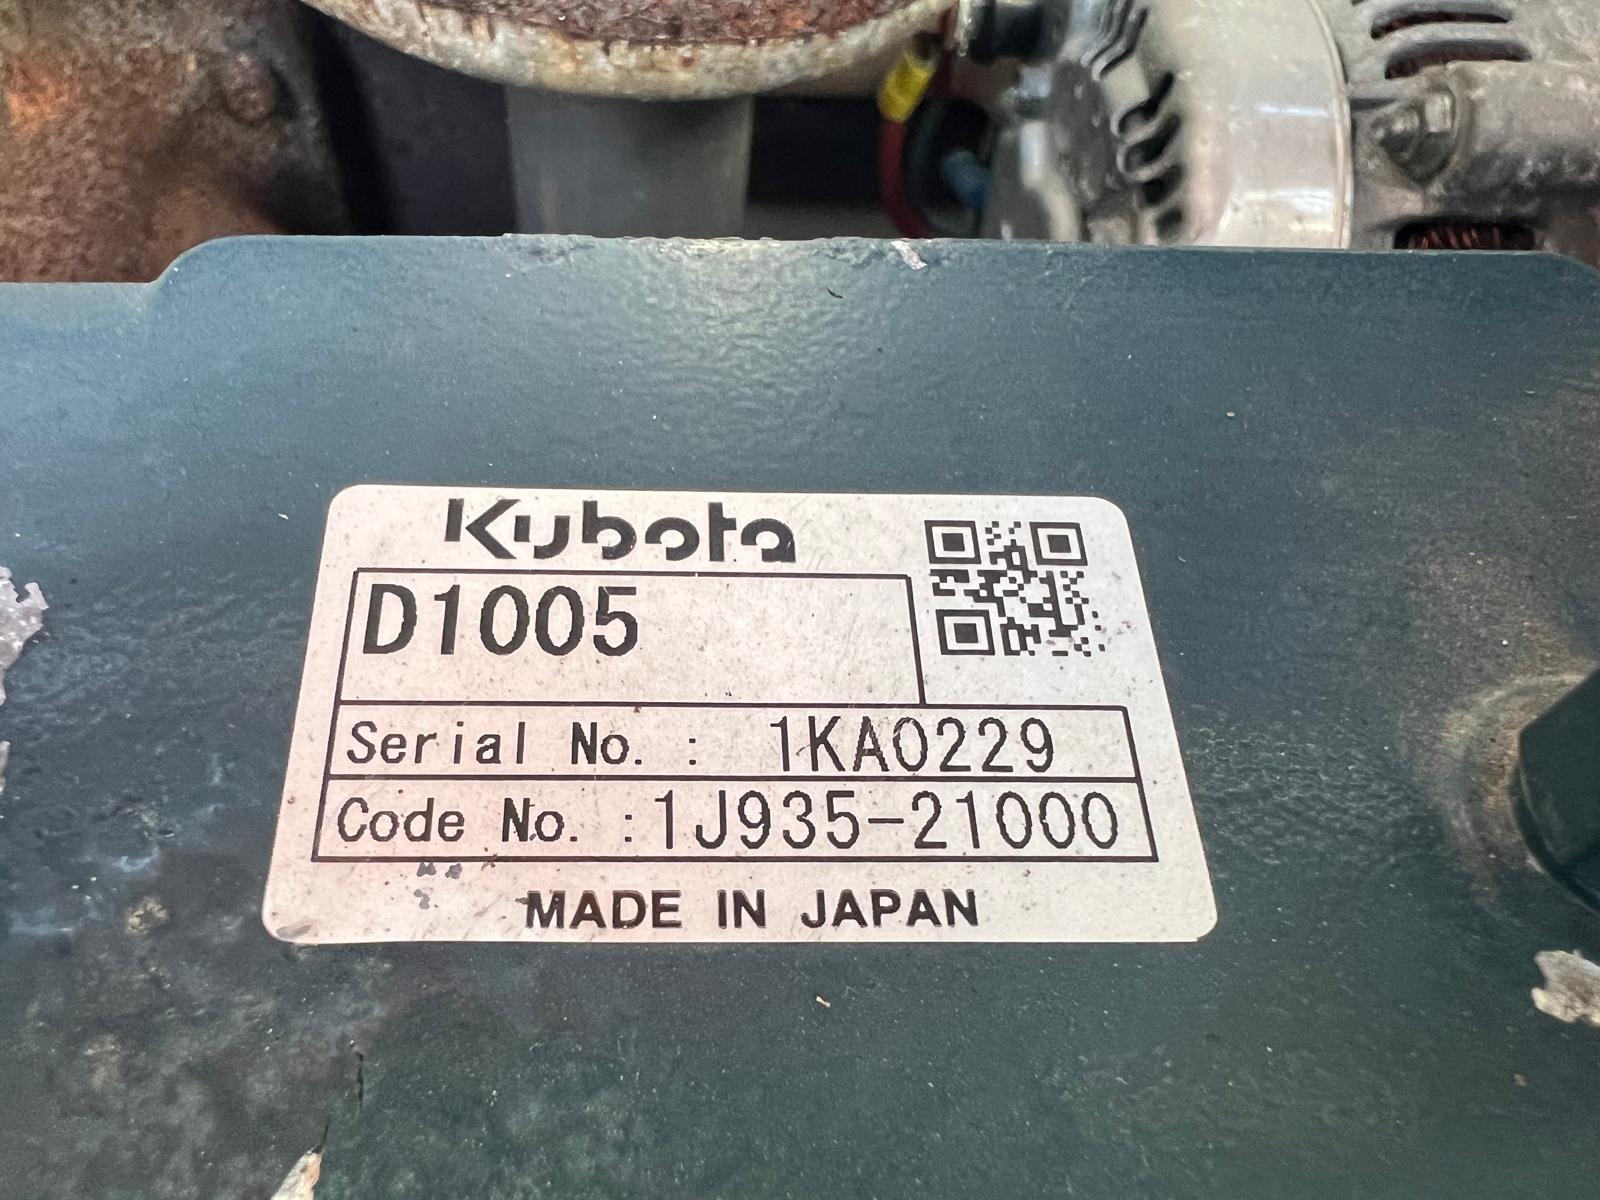 Kubota
D1005
Serial No. : 1KA0229
Code No. :1J935-21000
MADE IN JAPAN